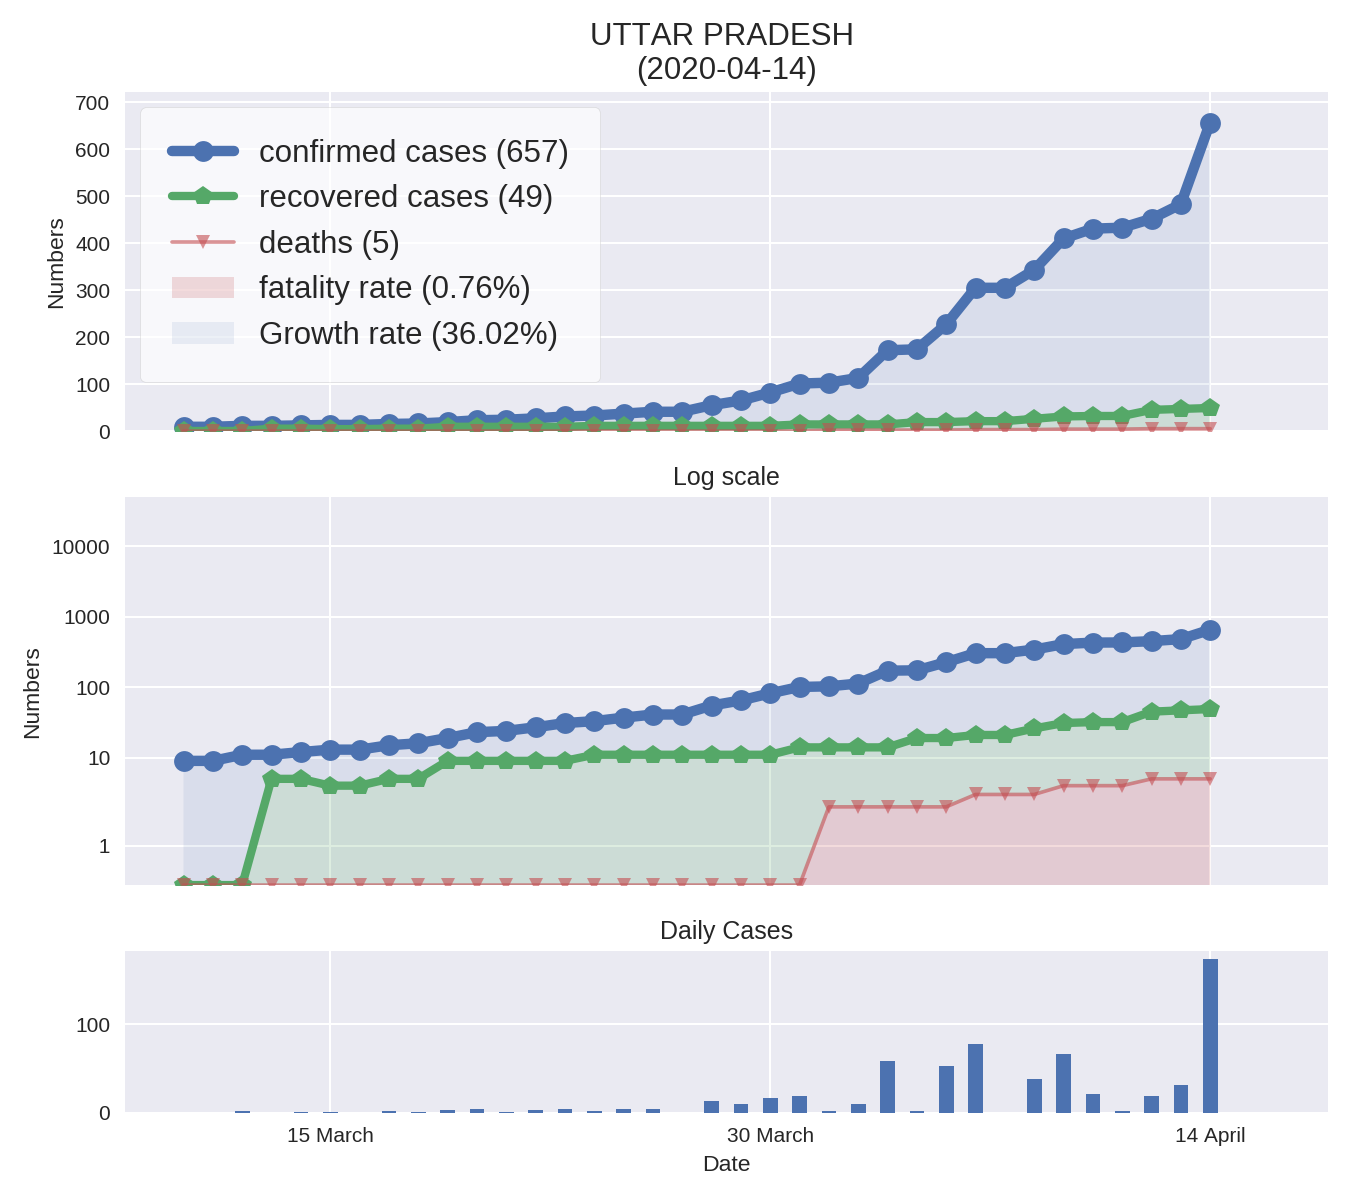 UTTAR PRADESH
(2020-04-14)
700
600
500
400
300
200
100
0
Numbers
confirmed cases (657)
recovered cases (49)
deaths (5)
fatality rate (0.76%)
Growth rate (36.02%)
Log scale
10000
1000
100
10
1
Numbers
Daily Cases
100
0
15 March
30 March
14 April
Date